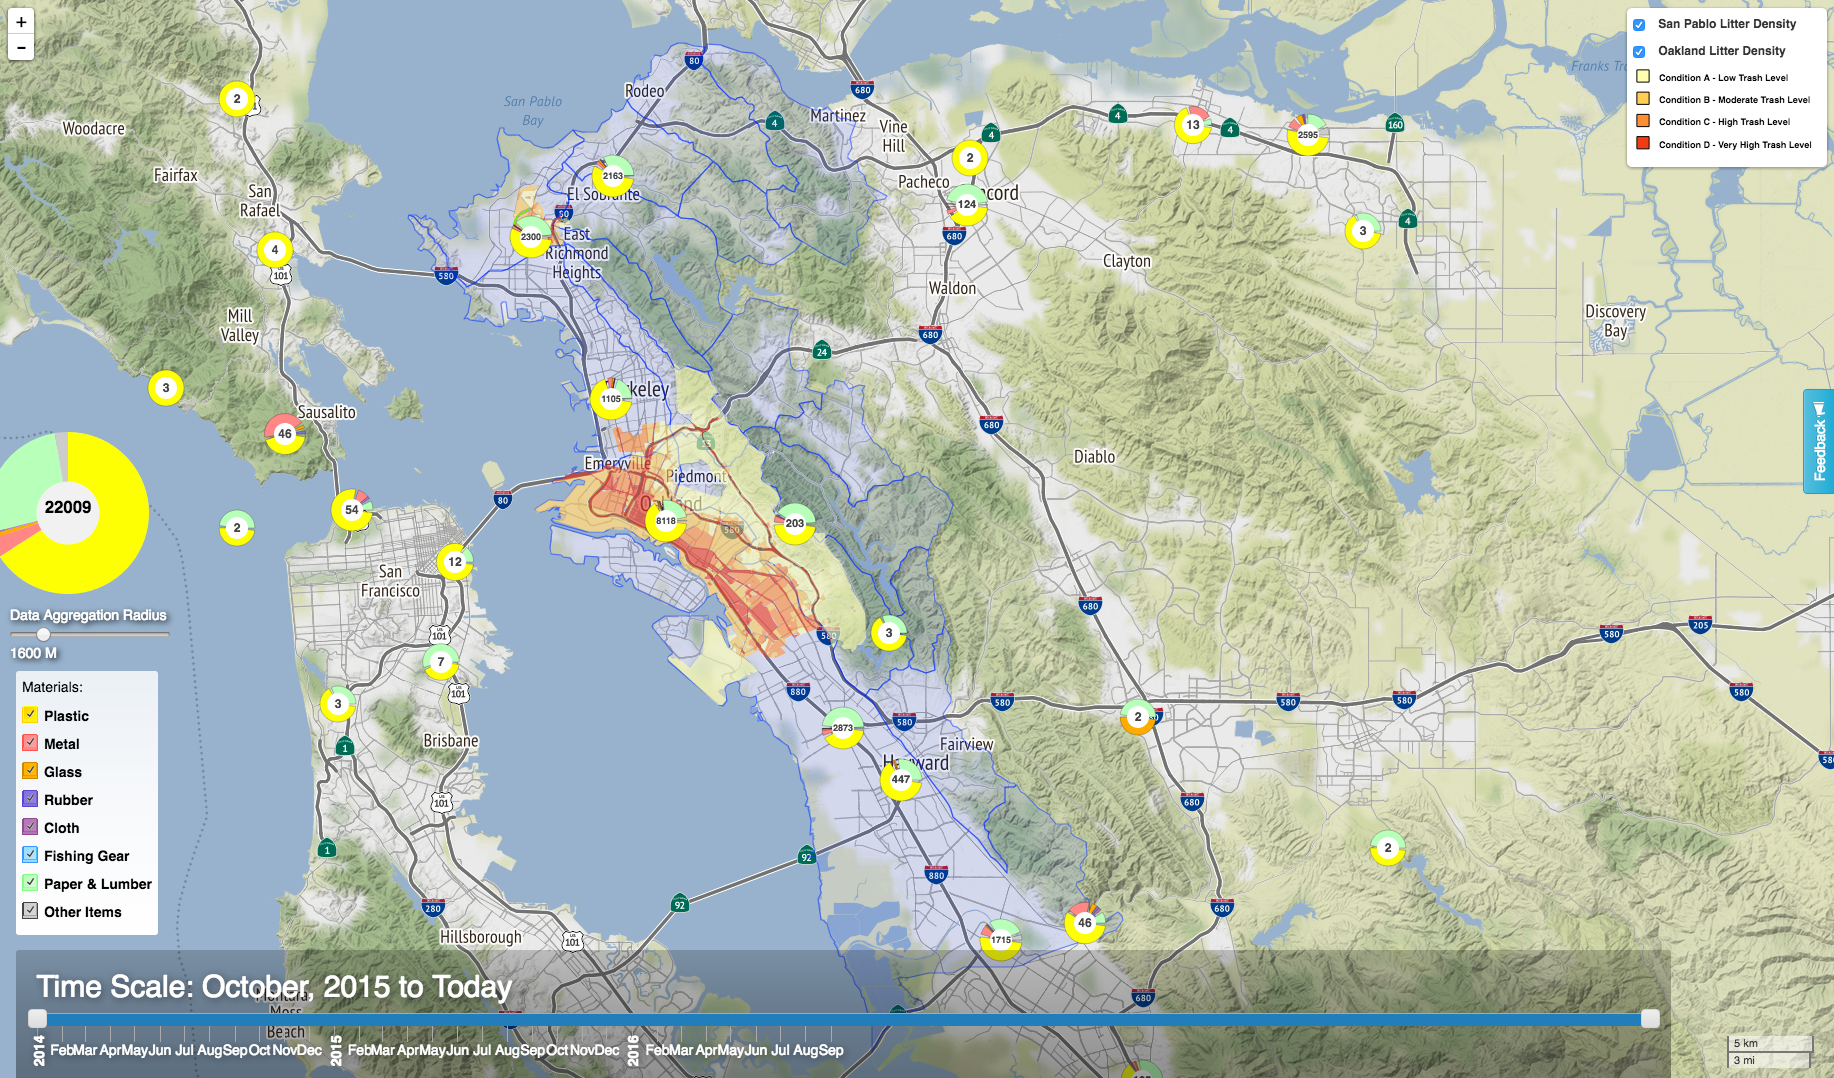 +
-
San Pablo Litter Density
Oakland Litter Density
Condition A - Low Trash Level
Condition B - Moderate Trash Level
Condition C - High Trash Level
Condition D - Very High Trash Level
80
680
Rodeo
San Pablo
Bay
Martinez
Vine
Hill
4
4
4
4
160
13
2595
2
Woodacre
2
Fairfax
San
Rafael
2163
El Sobrante
Pacheco
124
680
3
4
4
101
580
2300
East
Richmond
Heights
Clayton
Waldon
680
Discovery
Bay
Mill
Valley
24
3
1105
keley
Sausalito
46
680
Feedback
Emeryville
Piedmont
Diablo
22009
80
54
2
8118
580
203
12
San
Francisco
Data Aggregation Radius
1600 M
680
580
205
101
7
101
3
580
3
880
580
580
580
580
580
2
Materials:
Plastic
Metal
Glass
Rubber
Cloth
Fishing Gear
Paper & Lumber
Other Items
1
Brisbane
2873
580
Fairview
Hayward
447
101
680
1
92
880
2
280
92
680
Hillsborough
101
1715
46
680
Time Scale: October, 2015 to Today
Moss
Beach
2014 Feb Mar Apr May Jun Jul Aug Sep Oct Nov Dec 2015 Feb Mar Apr May Jun Jul Aug Sep Oct Nov Dec 2016 Feb Mar Apr May Jun Jul Aug Sep
5 km
3 mi